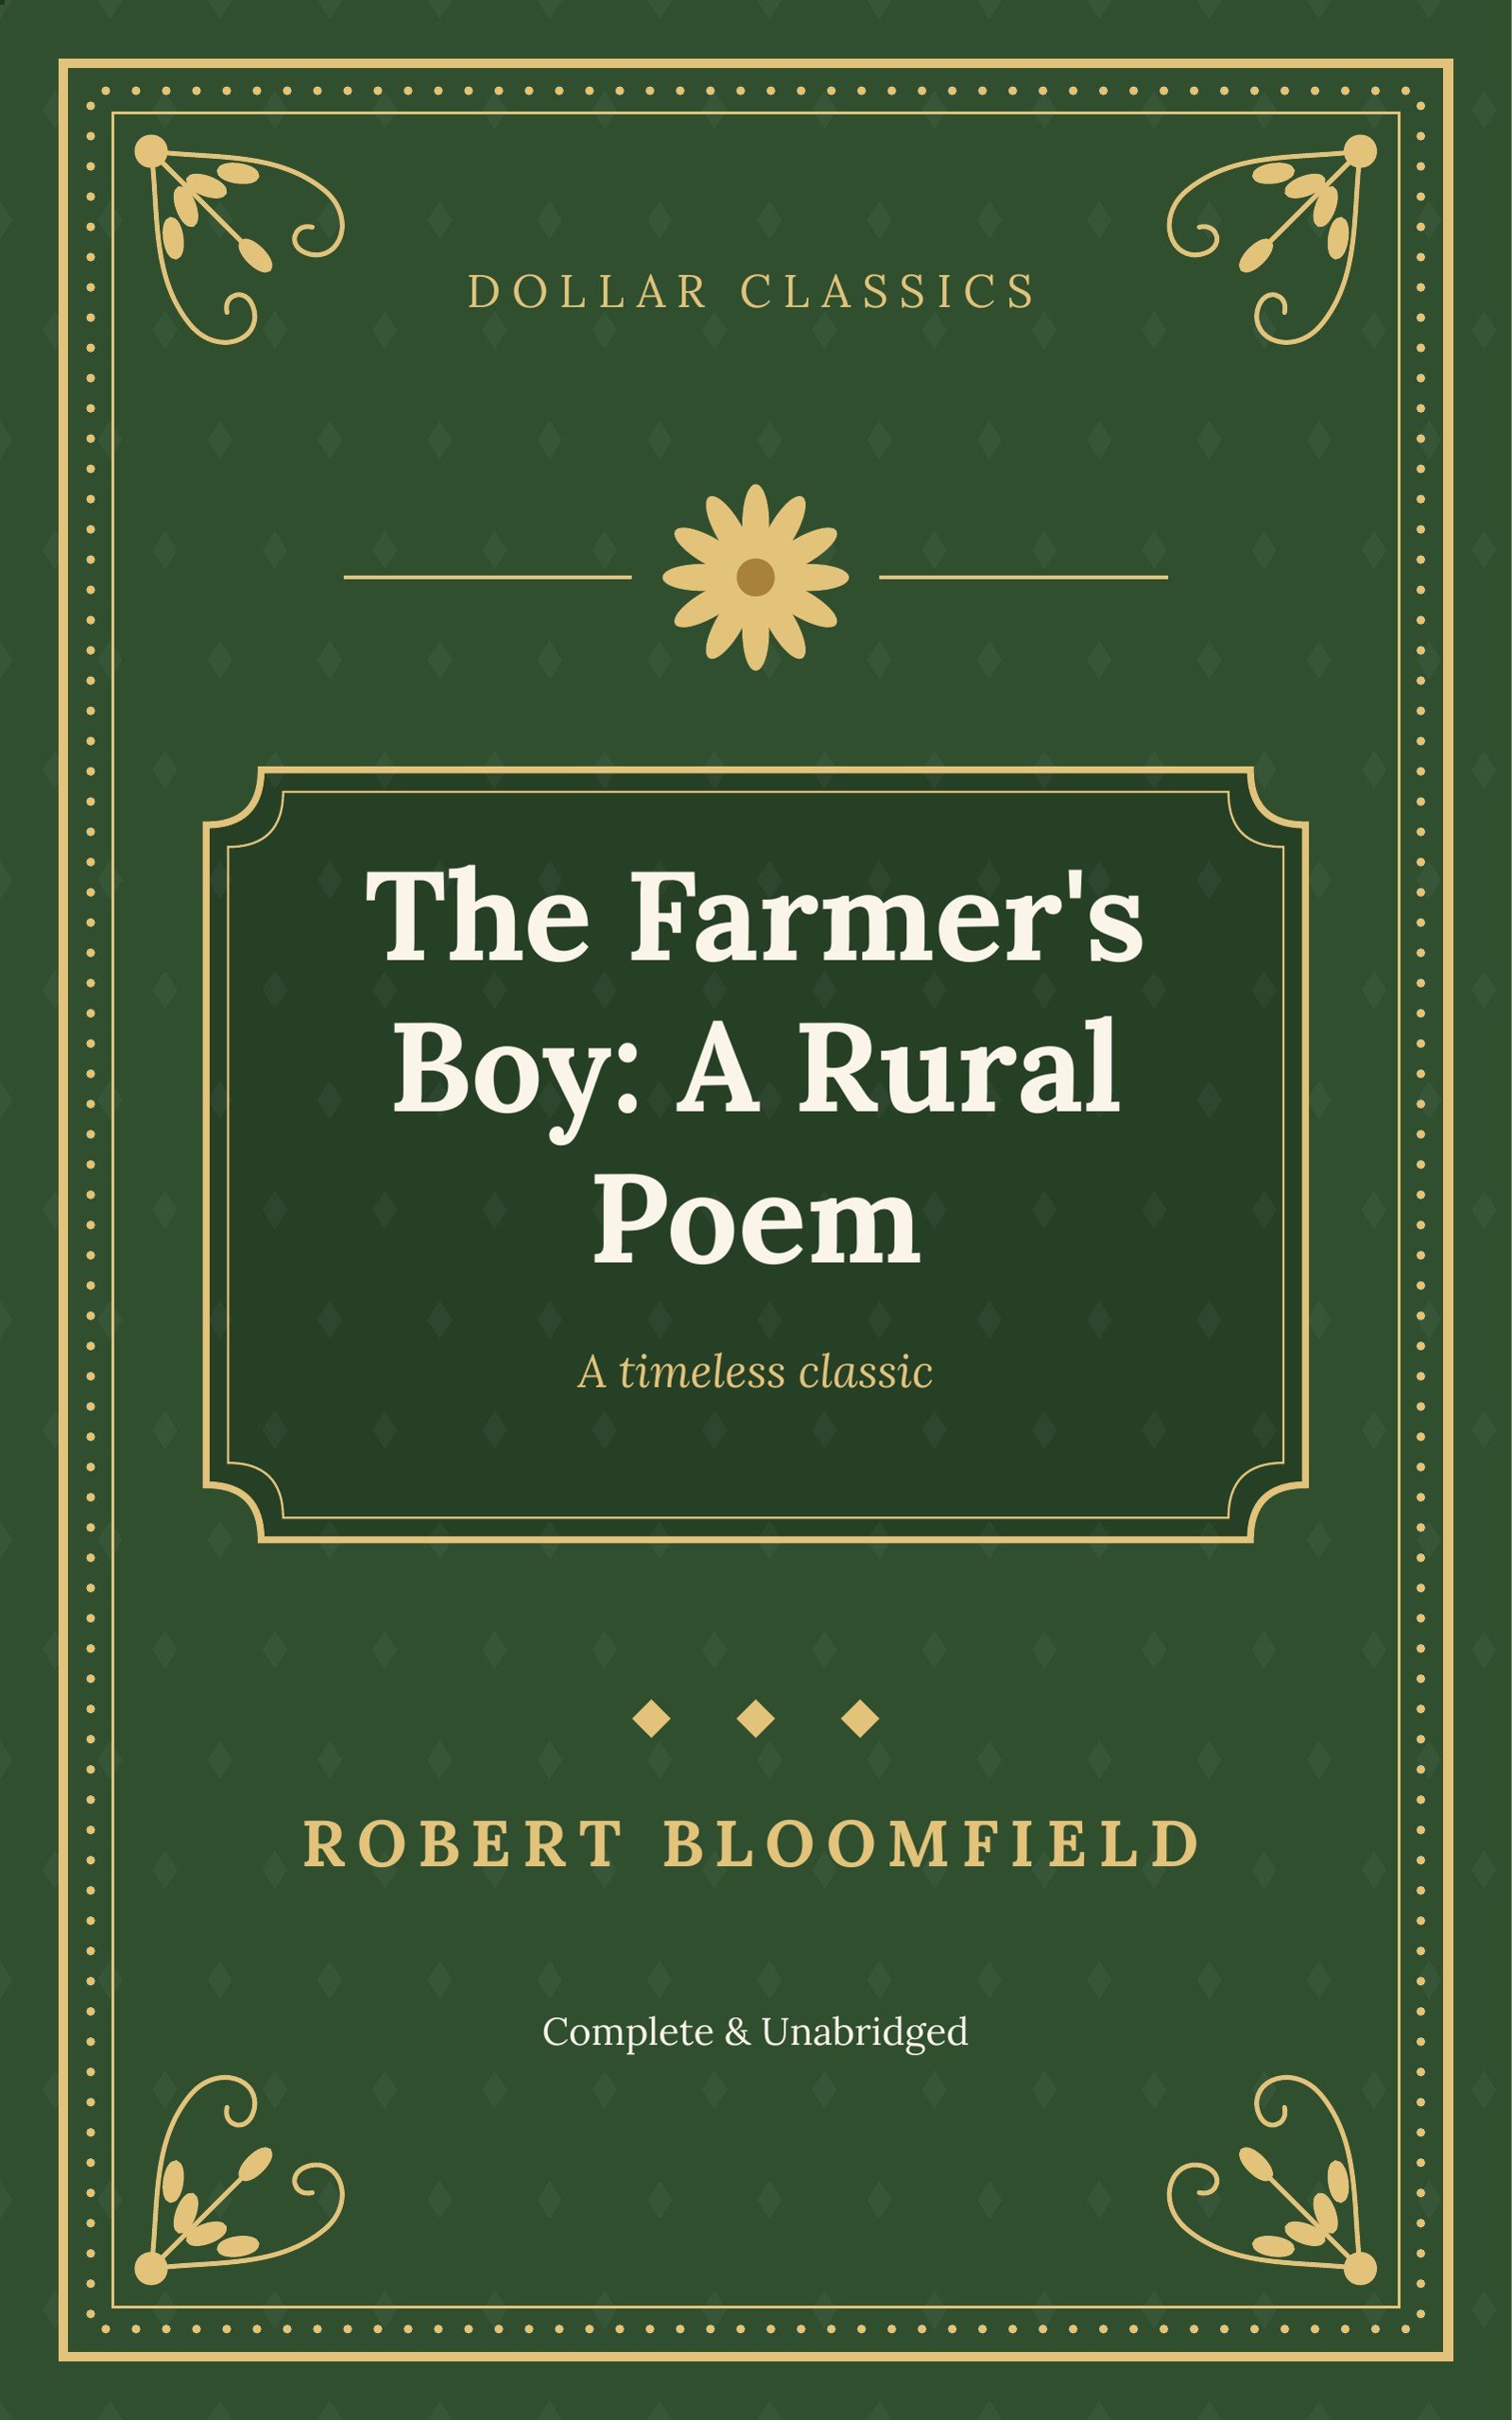 DOLLAR CLASSICS
The Farmer's
Boy: A Rural
Poem
A timeless classic
ROBERT BLOOMFIELD
Complete & Unabridged